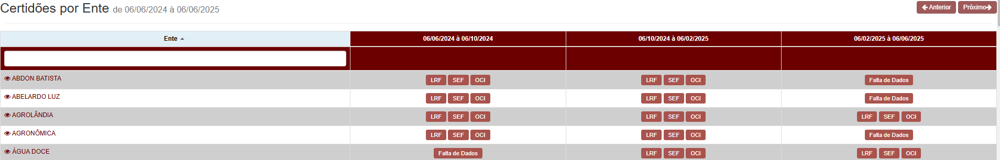 Certidões por Ente de 06/06/2024 à 06/06/2025
Anterior Próximo
Ente 06/06/2024 à 06/10/2024 06/10/2024 à 06/02/2025 06/02/2025 à 06/06/2025
ABDON BATISTA LRF SEF OCI LRF SEF OCI Falta de Dados
ABELARDO LUZ LRF SEF OCI LRF SEF OCI Falta de Dados
AGROLÂNDIA LRF SEF OCI LRF SEF OCI LRF SEF OCI
AGRONÔMICA LRF SEF OCI LRF SEF OCI Falta de Dados
ÁGUA DOCE Falta de Dados LRF SEF OCI LRF SEF OCI